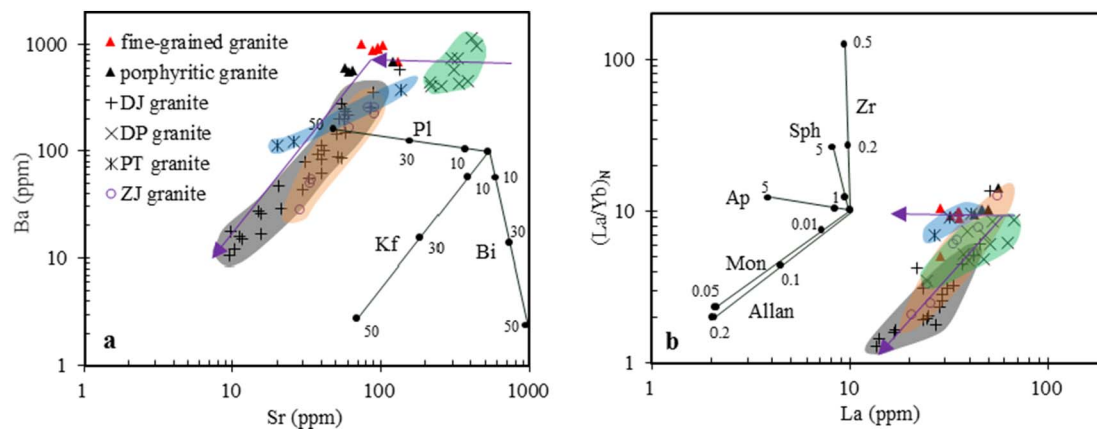 a
1000
100
10
1
Ba (ppm)
fine-grained granite
porphyritic granite
DJ granite
DP granite
PT granite
ZJ granite
50
Pl
30
10
10
10
Kf
30
30
Bi
50
50
1
10
100
1000
Sr (ppm)
b
100
10
1
(La/Yb)N
0.5
Zr
Sph
5
0.2
Ap
5
1
0.01
Mon
0.1
0.05
Allan
0.2
1
10
100
La (ppm)